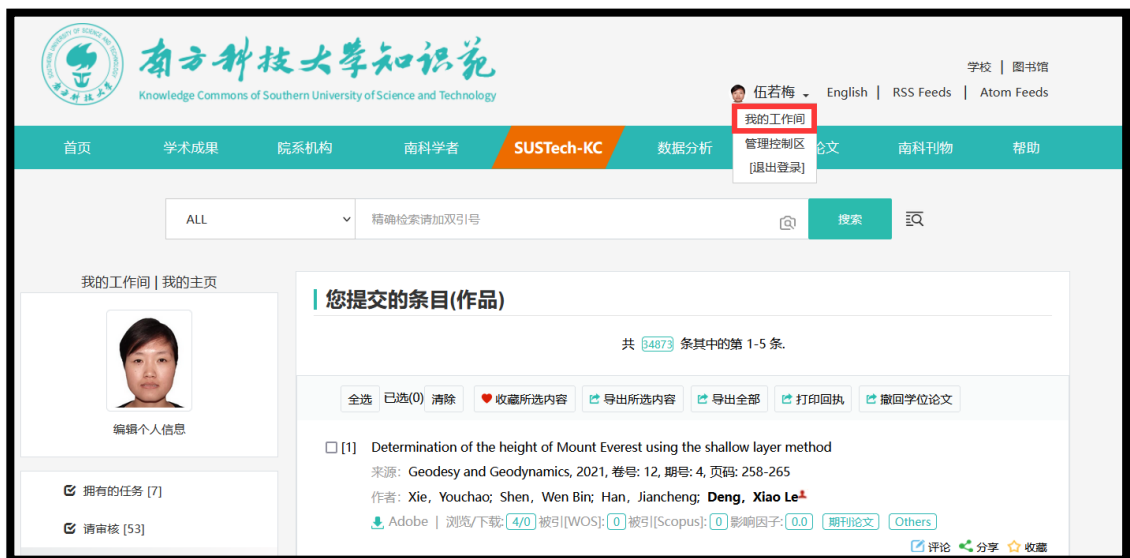 南方科技大学知识苑
Knowledge Commons of Southern University of Science and Technology
学校 | 图书馆
伍若梅 English | RSS Feeds | Atom Feeds
我的工作间
管理控制区
[退出登录]
首页 学术成果 院系机构 南科学者 SUSTech-KC 数据分析 论文 南科刊物 帮助
ALL 精确检索请加双引号 搜索
我的工作间 | 我的主页
编辑个人信息
拥有的任务 [7]
请审核 [53]
您提交的条目(作品)
共 34873 条其中的第 1-5 条.
全选 已选(0) 清除 收藏所选内容 导出所选内容 导出全部 打印回执 撤回学位论文
[1] Determination of the height of Mount Everest using the shallow layer method
来源: Geodesy and Geodynamics, 2021, 卷号: 12, 期号: 4, 页码: 258-265
作者: Xie, Youchao; Shen, Wen Bin; Han, Jiancheng; Deng, Xiao Le
Adobe | 浏览/下载: 4/0 被引[WOS]: 0 被引[Scopus]: 0 影响因子: 0.0 期刊论文 Others
评论 分享 收藏